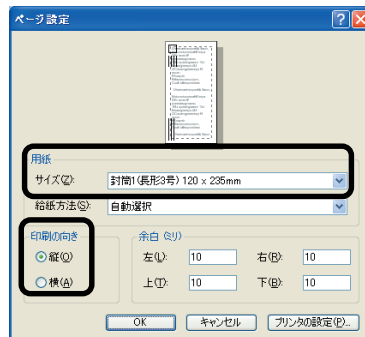 ページ設定
用紙
サイズ(Z): 封筒1(長形3号) 120 x 235mm
給紙方法(S): 自動選択
印刷の向き
縦(O)
横(A)
余白 (ミリ)
左(L): 10 右(R): 10
上(T): 10 下(B): 10
OK キャンセル プリンタの設定(P)...